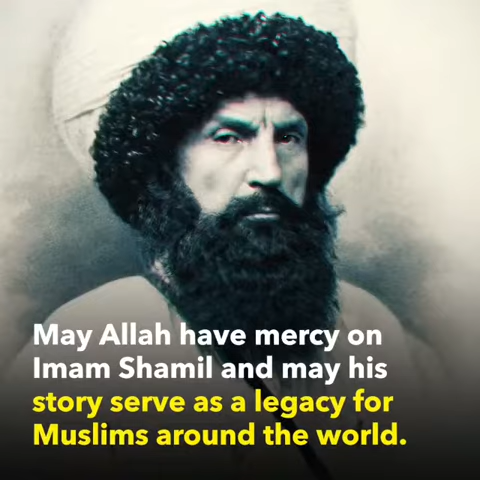 May Allah have mercy on
Imam Shamil and may his
story serve as a legacy for
Muslims around the world.